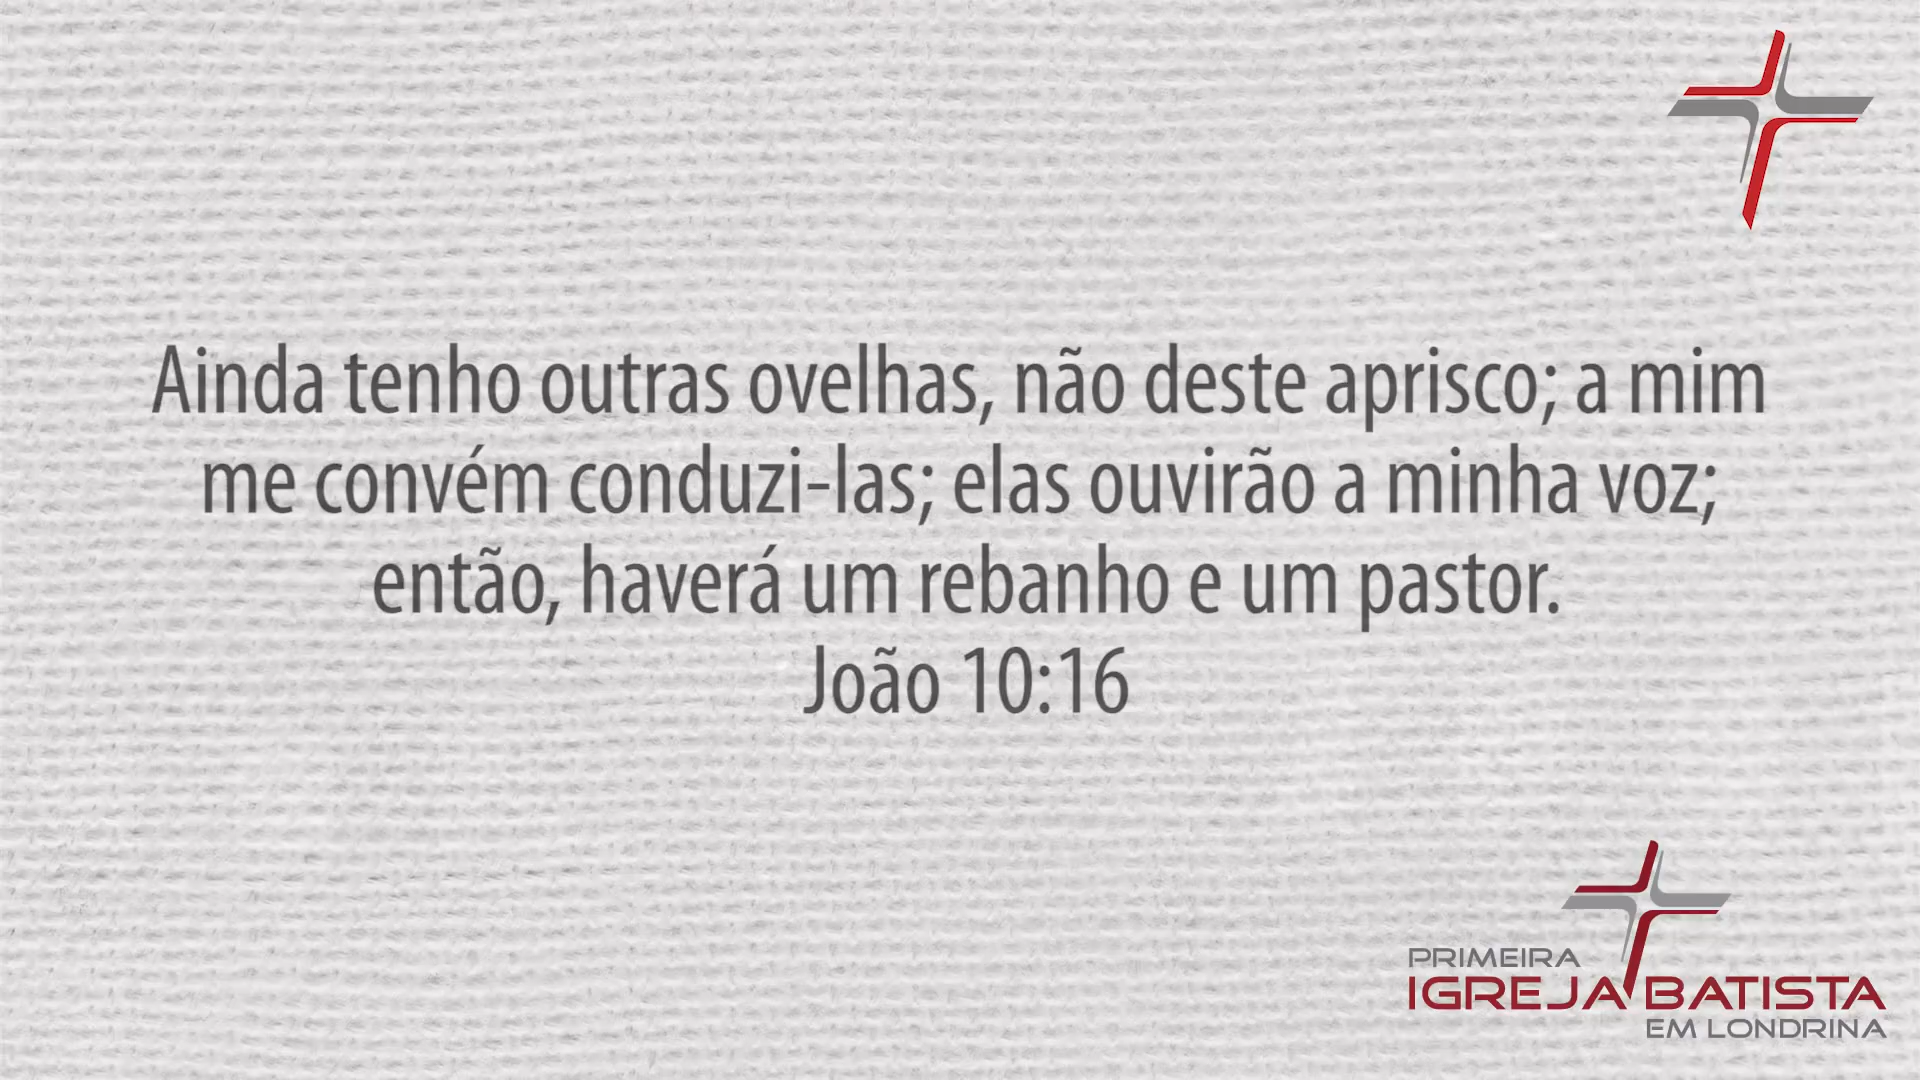 Ainda tenho outras ovelhas, não deste aprisco; a mim
me convém conduzi-las; elas ouvirão a minha voz;
então, haverá um rebanho e um pastor.
João 10:16
PRIMEIRA
IGREJA BATISTA
EM LONDRINA